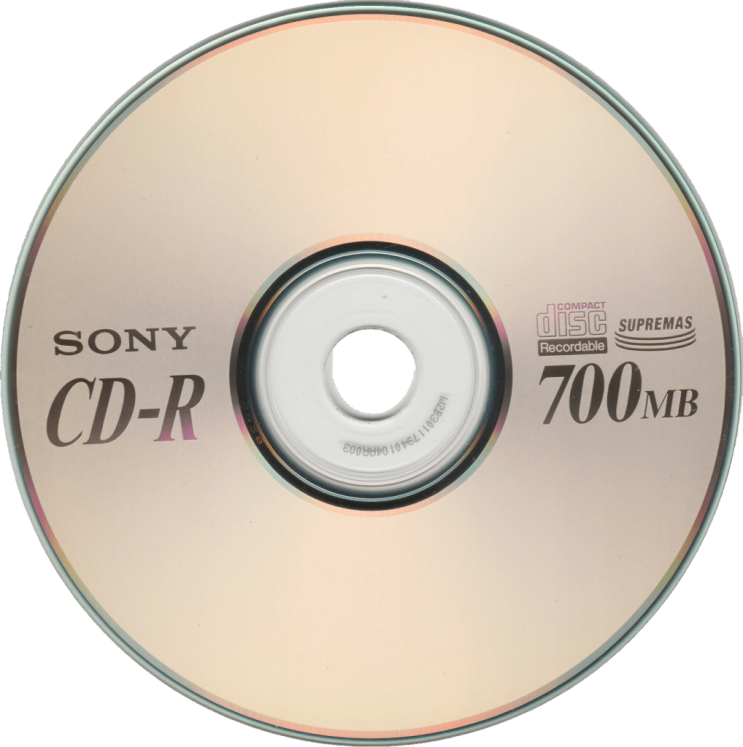 SONY
CD-R
COMPACT
disc
Recordable
SUPREMAS
700MB